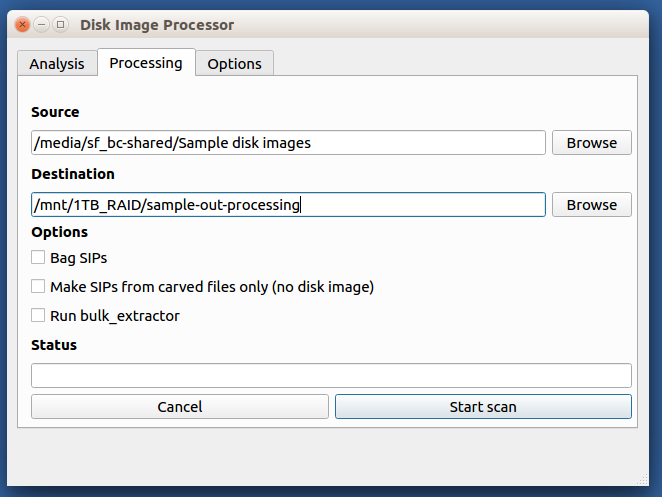 Disk Image Processor
Analysis Processing Options
Source
/media/sf_bc-shared/Sample disk images Browse
Destination
/mnt/1TB_RAID/sample-out-processing Browse
Options
Bag SIPs
Make SIPs from carved files only (no disk image)
Run bulk_extractor
Status
Cancel Start scan